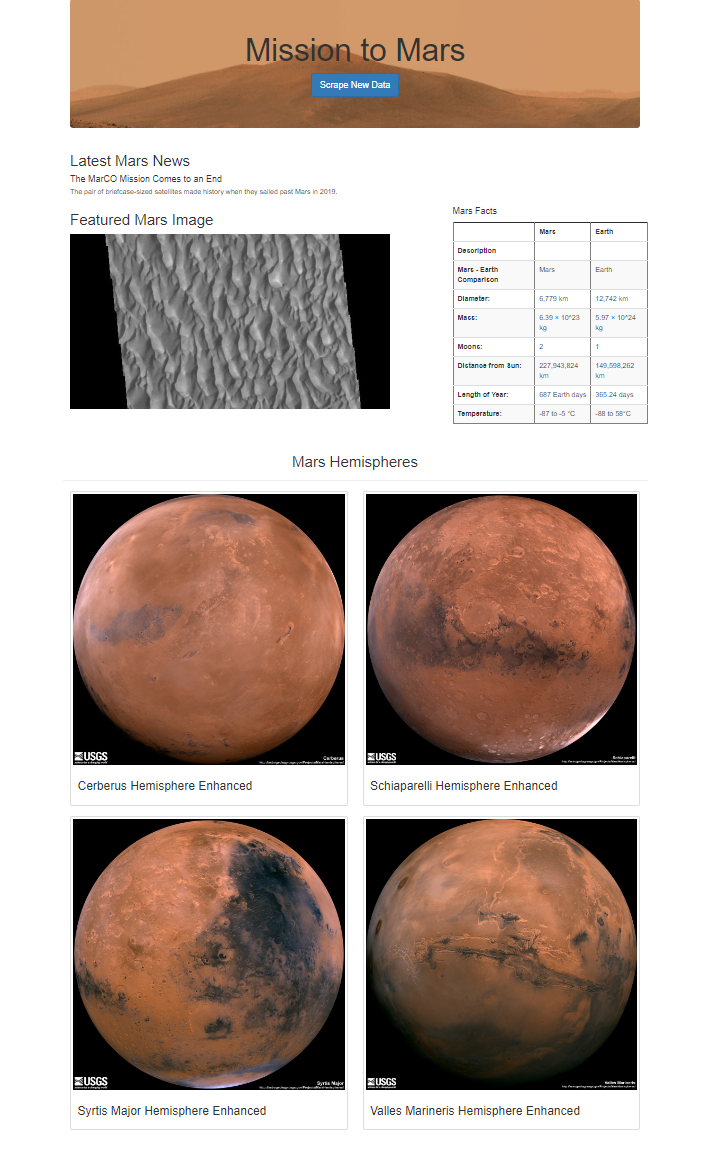 Mission to Mars
Scrape New Data
Latest Mars News
The MarCO Mission Comes to an End
The pair of briefcase-sized satellites made history when they sailed past Mars in 2019.
Featured Mars Image
Mars Facts
Mars Earth
Description
Mars - Earth Comparison Mars Earth
Diameter: 6,779 km 12,742 km
Mass: 6.39 × 10^23 kg 5.97 × 10^24 kg
Moons: 2 1
Distance from Sun: 227,943,824 km 149,598,262 km
Length of Year: 687 Earth days 365.24 days
Temperature: -87 to -5 °C -88 to 58°C
Mars Hemispheres
USGS
Cerberus
Cerberus Hemisphere Enhanced
USGS
Schiaparelli
Schiaparelli Hemisphere Enhanced
USGS
Syrtis Major
Syrtis Major Hemisphere Enhanced
USGS
Valles Marineris
Valles Marineris Hemisphere Enhanced